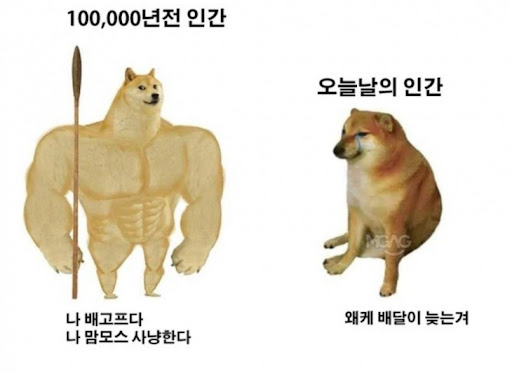 100,000년전 인간
나 배고프다
나 맘모스 사냥한다
오늘날의 인간
MGAG
왜케 배달이 늦는겨